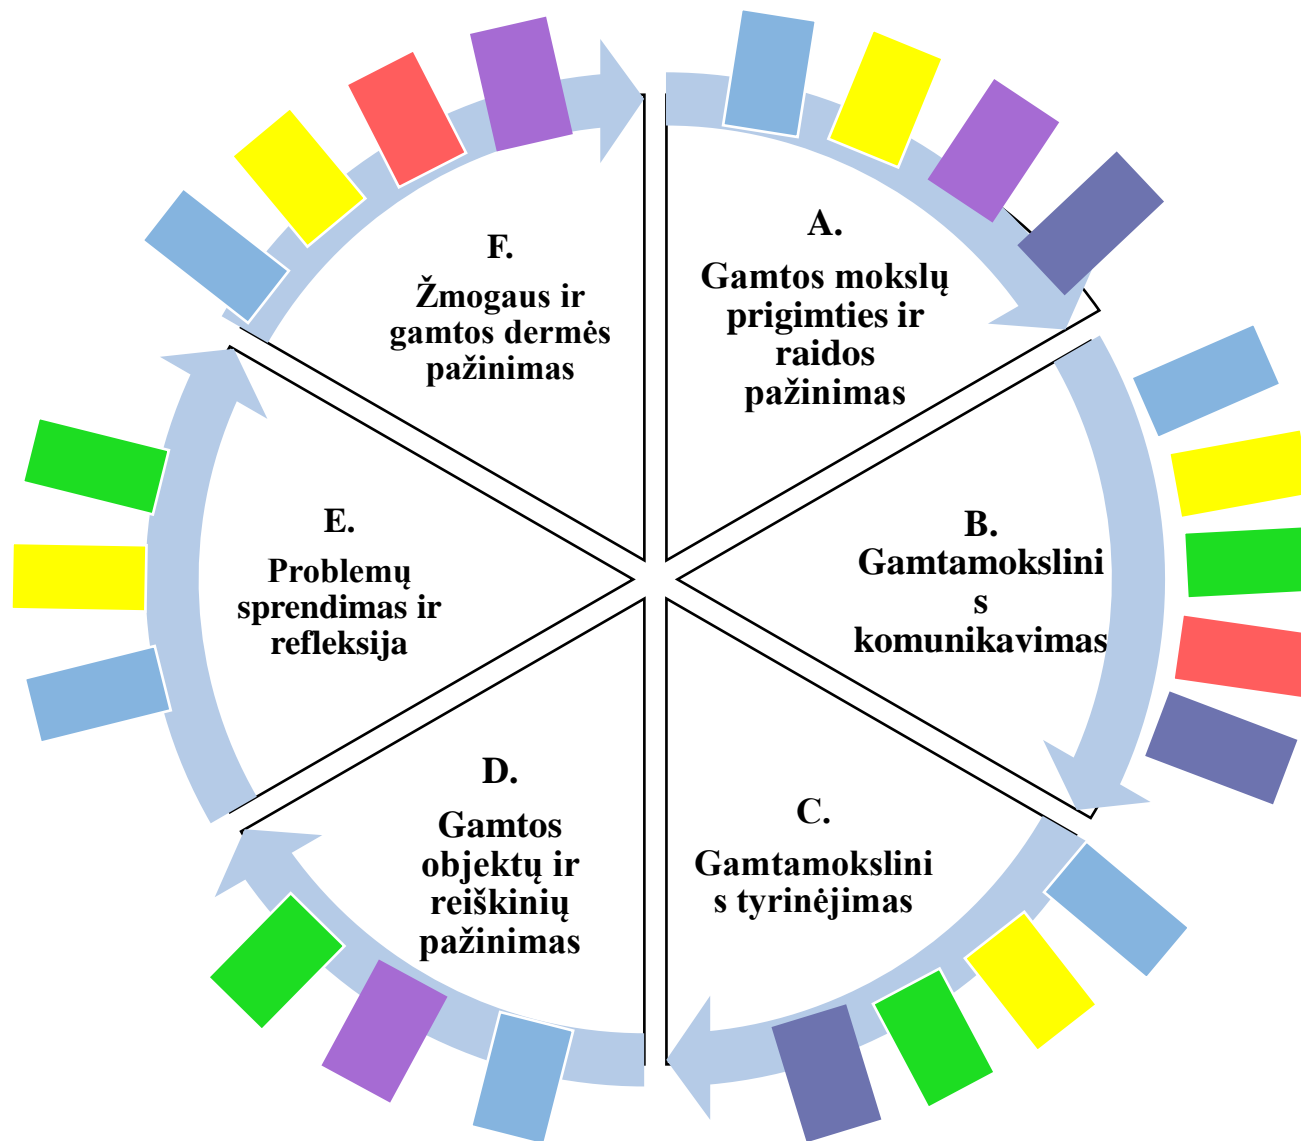 A.
Gamtos mokslų
prigimties ir
raidos
pažinimas
B.
Gamtamokslini
s
komunikavimas
C.
Gamtamokslini
s tyrinėjimas
D.
Gamtos
objektų ir
reiškinių
pažinimas
E.
Problemų
sprendimas ir
refleksija
F.
Žmogaus ir
gamtos dermės
pažinimas